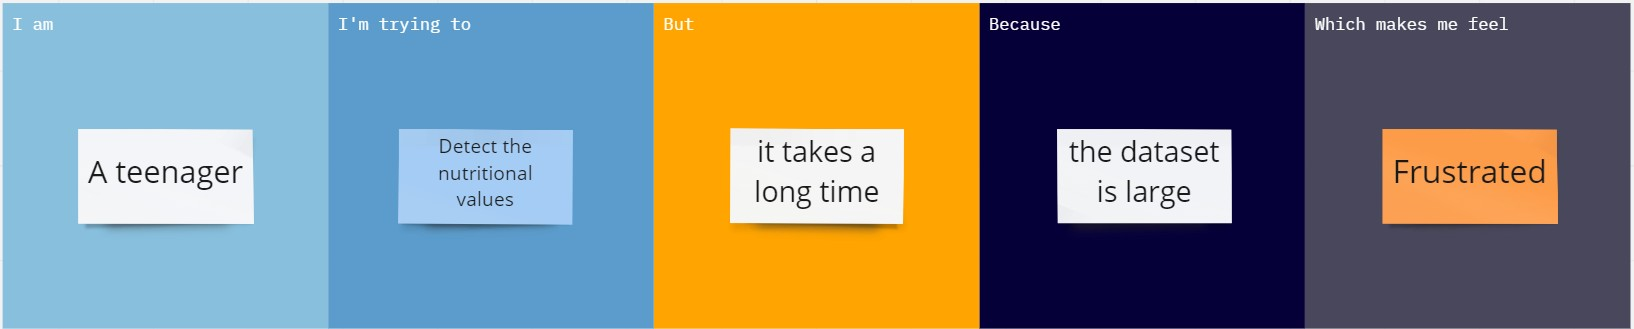 I am
A teenager
I'm trying to
Detect the
nutritional
values
But
it takes a
long time
Because
the dataset
is large
Which makes me feel
Frustrated